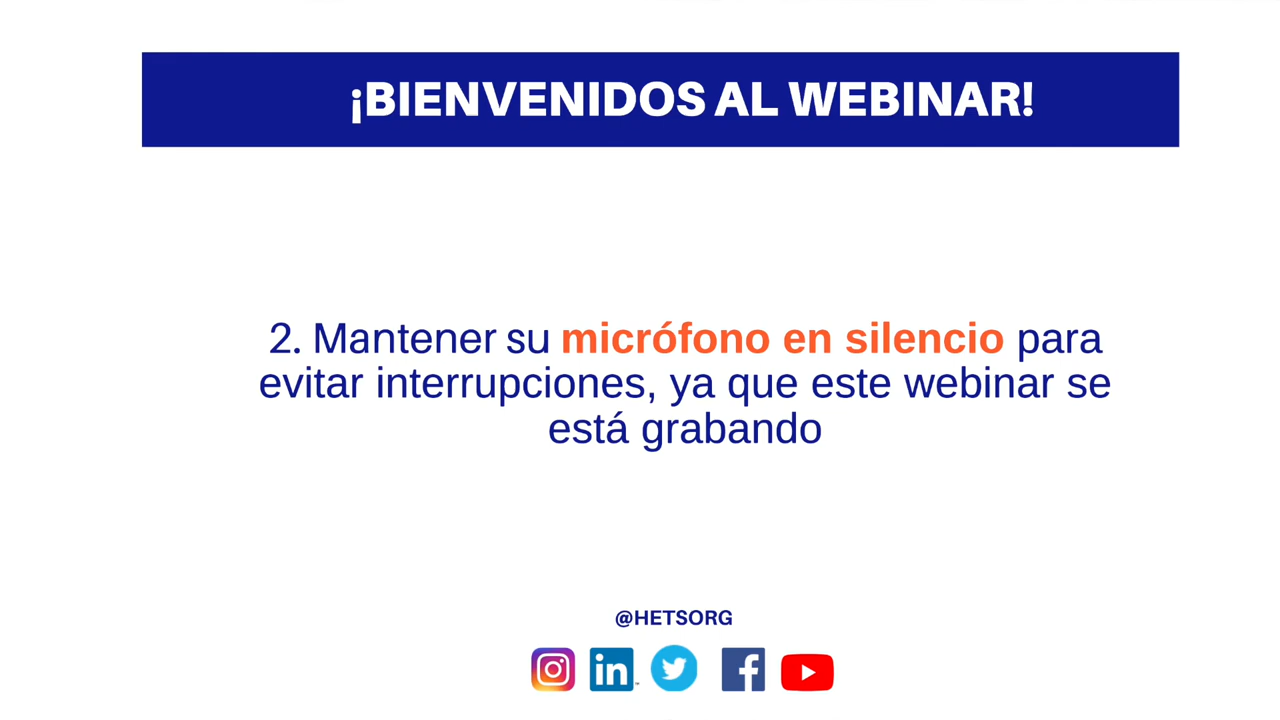 ¡BIENVENIDOS AL WEBINAR!
2. Mantener su micrófono en silencio para
evitar interrupciones, ya que este webinar se
está grabando
@HETSORG
in